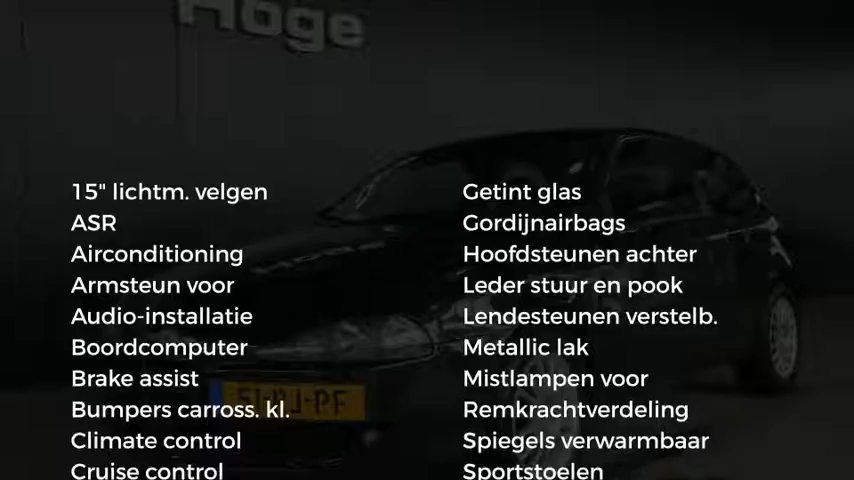 Hoge
15" lichtm. velgen
ASR
Airconditioning
Armsteun voor
Audio-installatie
Boordcomputer
Brake assist
Bumpers carross. kl.
Climate control
Cruise control
Getint glas
Gordijnairbags
Hoofdsteunen achter
Leder stuur en pook
Lendesteunen verstelb.
Metallic lak
Mistlampen voor
Remkrachtverdeling
Spiegels verwarmbaar
Sportstoelen